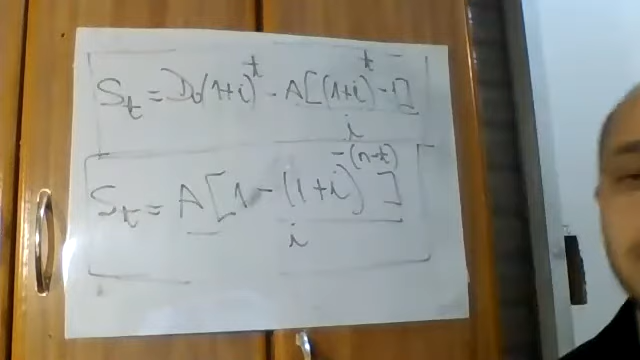 S_t = D_0(1+i)^t - A[(1+i)^t - 1] / i
S_t = A[1 - (1+i)^-(n-t)] / i